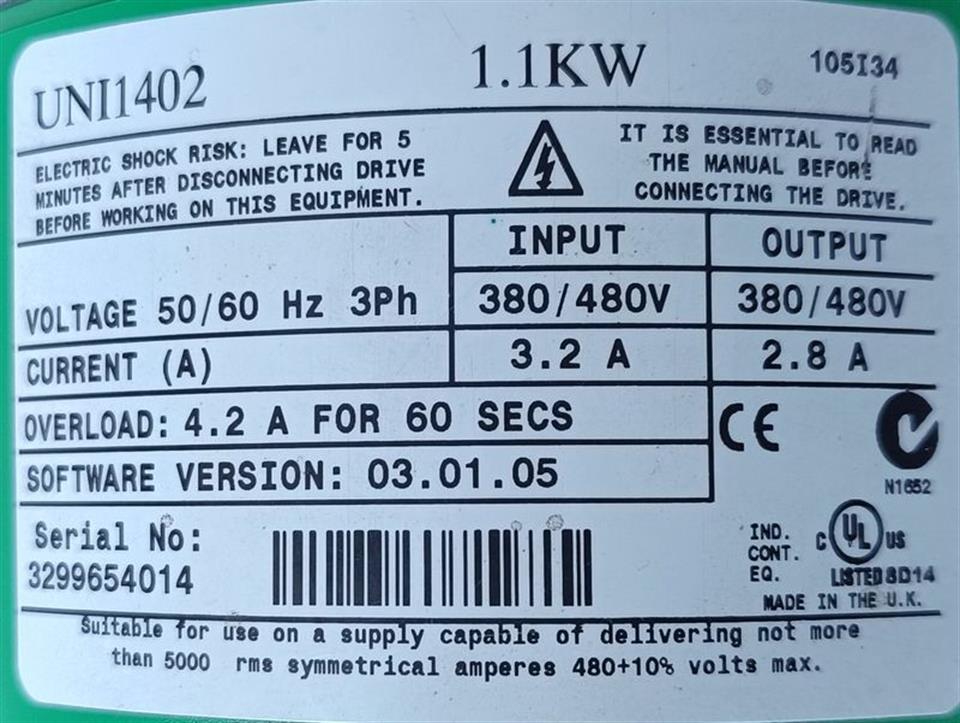 UNI1402 1.1KW 105I34
ELECTRIC SHOCK RISK: LEAVE FOR 5
MINUTES AFTER DISCONNECTING DRIVE
BEFORE WORKING ON THIS EQUIPMENT.
IT IS ESSENTIAL TO READ
THE MANUAL BEFORE
CONNECTING THE DRIVE.
INPUT OUTPUT
VOLTAGE 50/60 Hz 3Ph 380/480V 380/480V
CURRENT (A) 3.2 A 2.8 A
OVERLOAD: 4.2 A FOR 60 SECS
SOFTWARE VERSION: 03.01.05
CE
N1652
Serial No:
3299654014
IND.
CONT.
EQ.
C UL US
LISTED 8D14
MADE IN THE U.K.
Suitable for use on a supply capable of delivering not more
than 5000 rms symmetrical amperes 480+10% volts max.